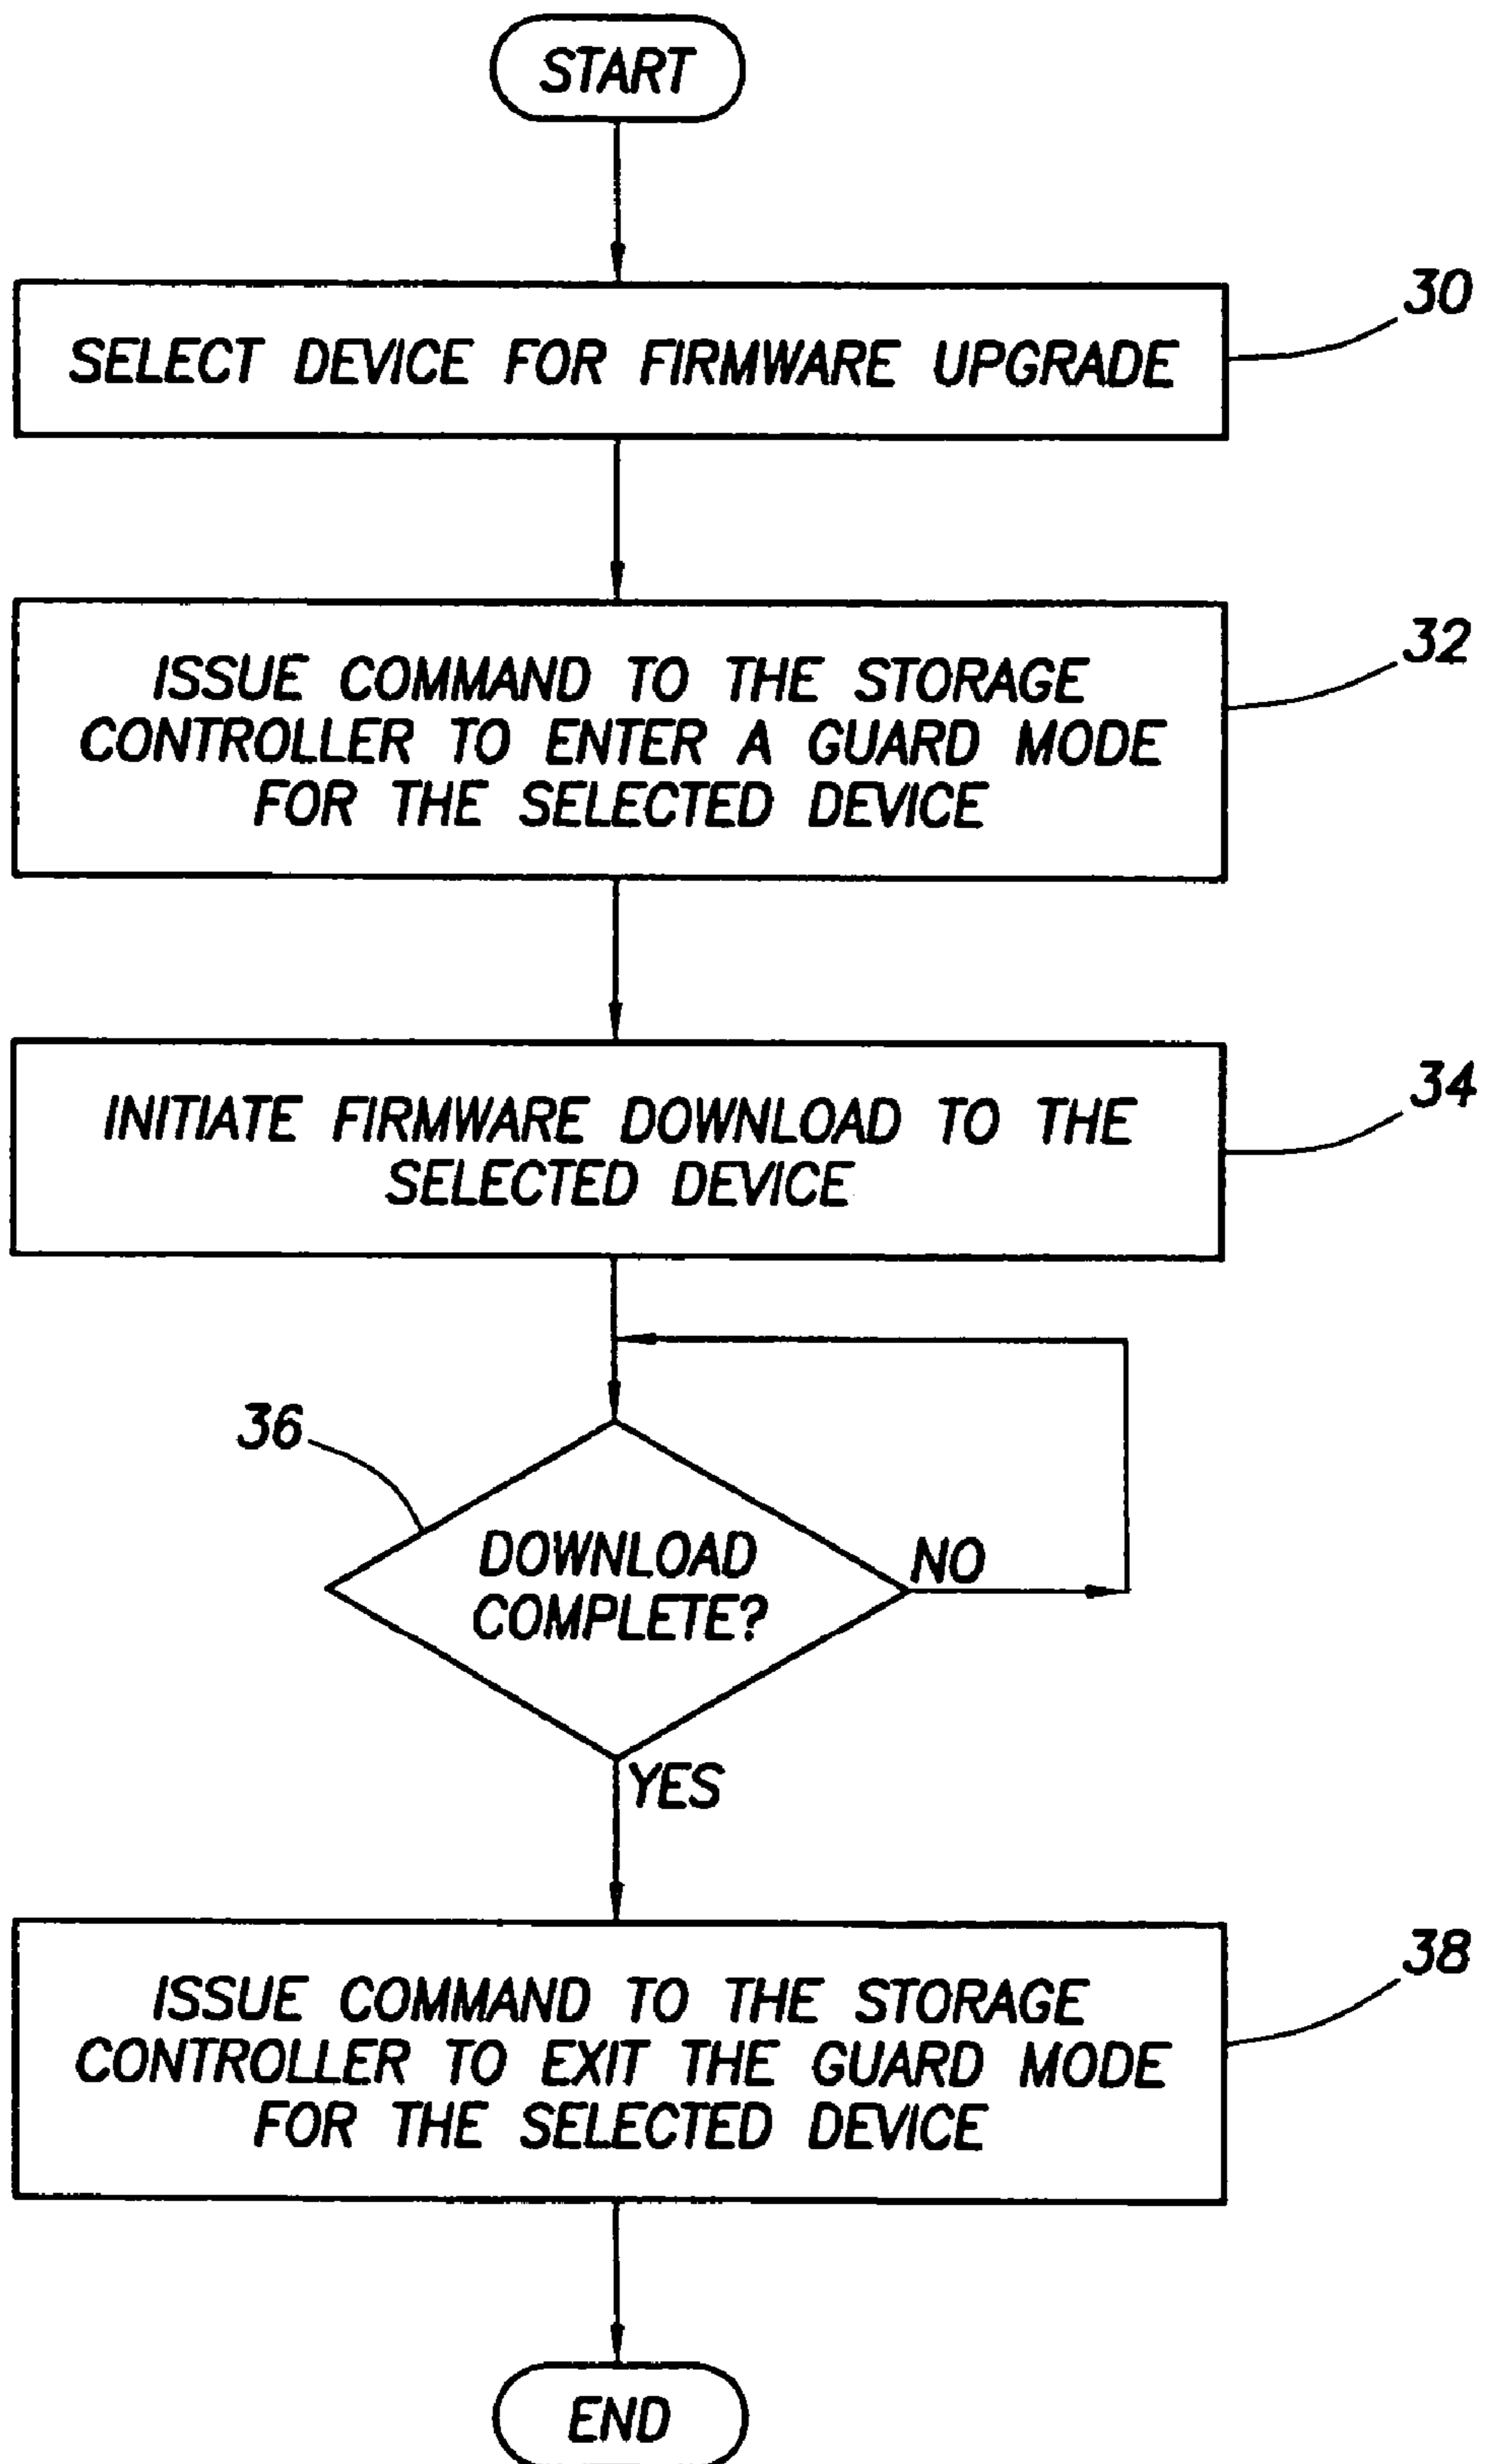 START
30
SELECT DEVICE FOR FIRMWARE UPGRADE
32
ISSUE COMMAND TO THE STORAGE
CONTROLLER TO ENTER A GUARD MODE
FOR THE SELECTED DEVICE
34
INITIATE FIRMWARE DOWNLOAD TO THE
SELECTED DEVICE
36
DOWNLOAD
COMPLETE?
NO
YES
38
ISSUE COMMAND TO THE STORAGE
CONTROLLER TO EXIT THE GUARD MODE
FOR THE SELECTED DEVICE
END